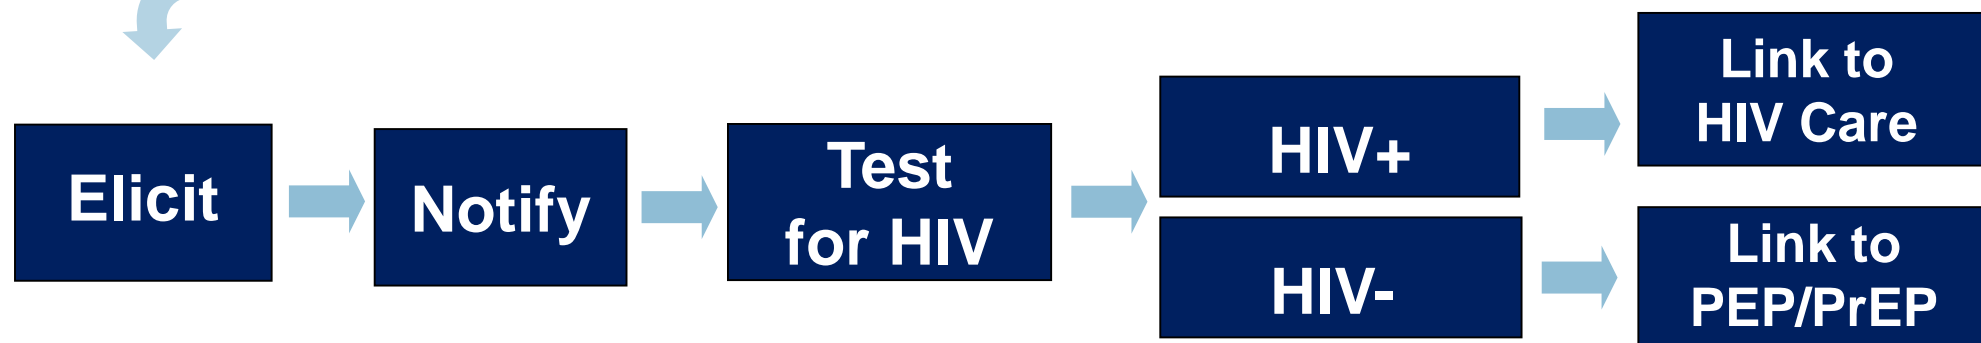 Elicit
Notify
Test
for HIV
HIV+
HIV-
Link to
HIV Care
Link to
PEP/PrEP